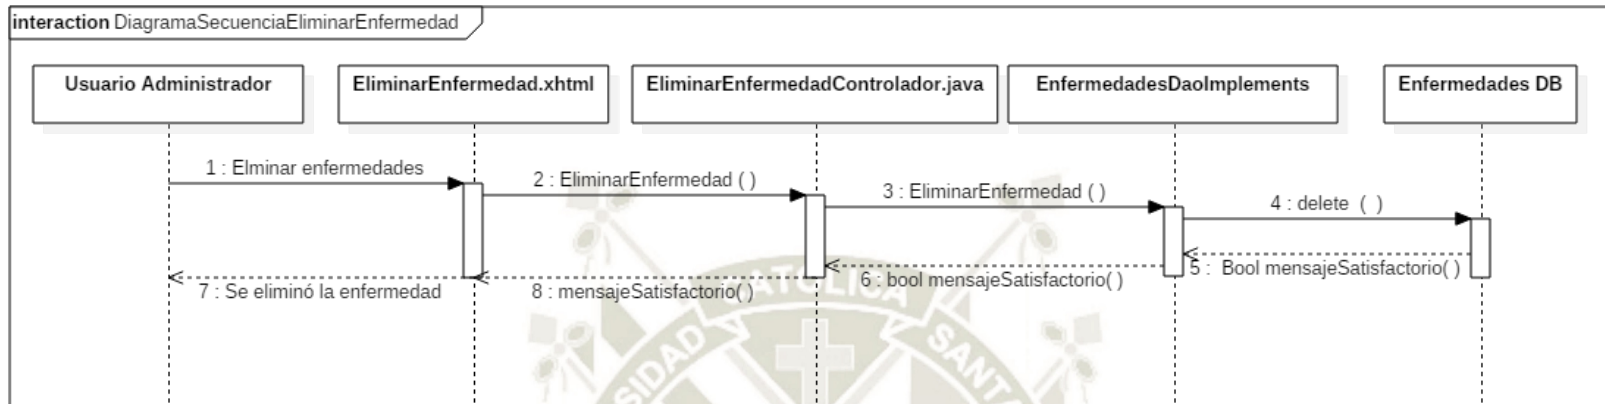 interaction DiagramaSecuenciaEliminarEnfermedad
Usuario Administrador
EliminarEnfermedad.xhtml
EliminarEnfermedadControlador.java
EnfermedadesDaoImplements
Enfermedades DB
1 : Elminar enfermedades
2 : EliminarEnfermedad ( )
3 : EliminarEnfermedad ( )
4 : delete ( )
5 : Bool mensajeSatisfactorio( )
6 : bool mensajeSatisfactorio( )
7 : Se eliminó la enfermedad
8 : mensajeSatisfactorio( )
CATÓLICA